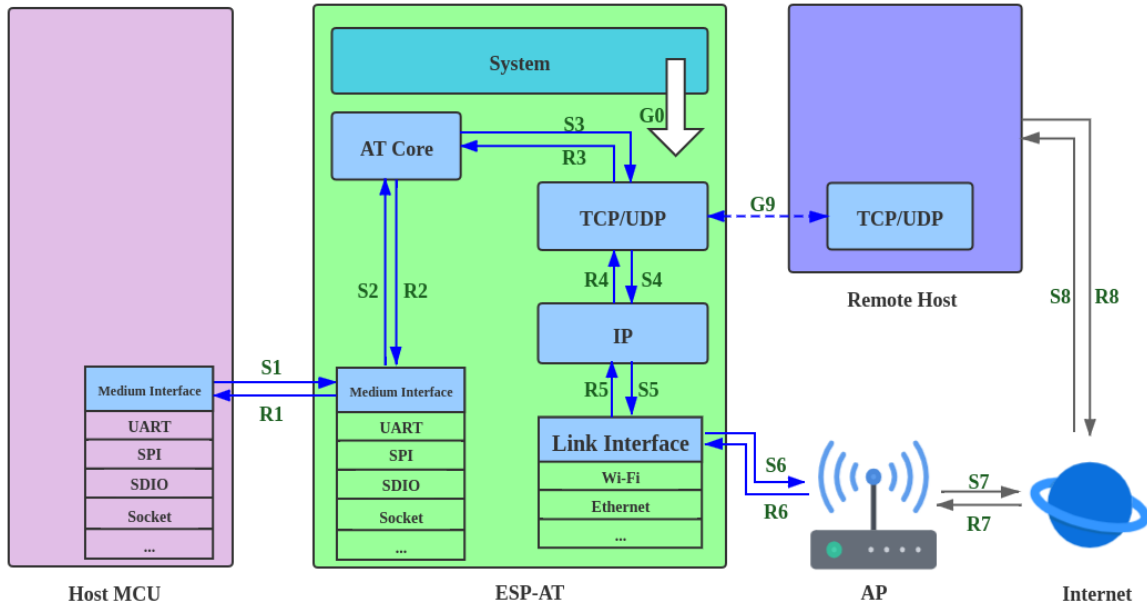 System
G0
AT Core
S3
R3
TCP/UDP
G9
TCP/UDP
S2
R2
R4
S4
Remote Host
S8
R8
IP
S1
R1
Medium Interface
UART
SPI
SDIO
Socket
...
Medium Interface
UART
SPI
SDIO
Socket
...
R5
S5
Link Interface
Wi-Fi
Ethernet
...
S6
R6
S7
R7
Host MCU
ESP-AT
AP
Internet